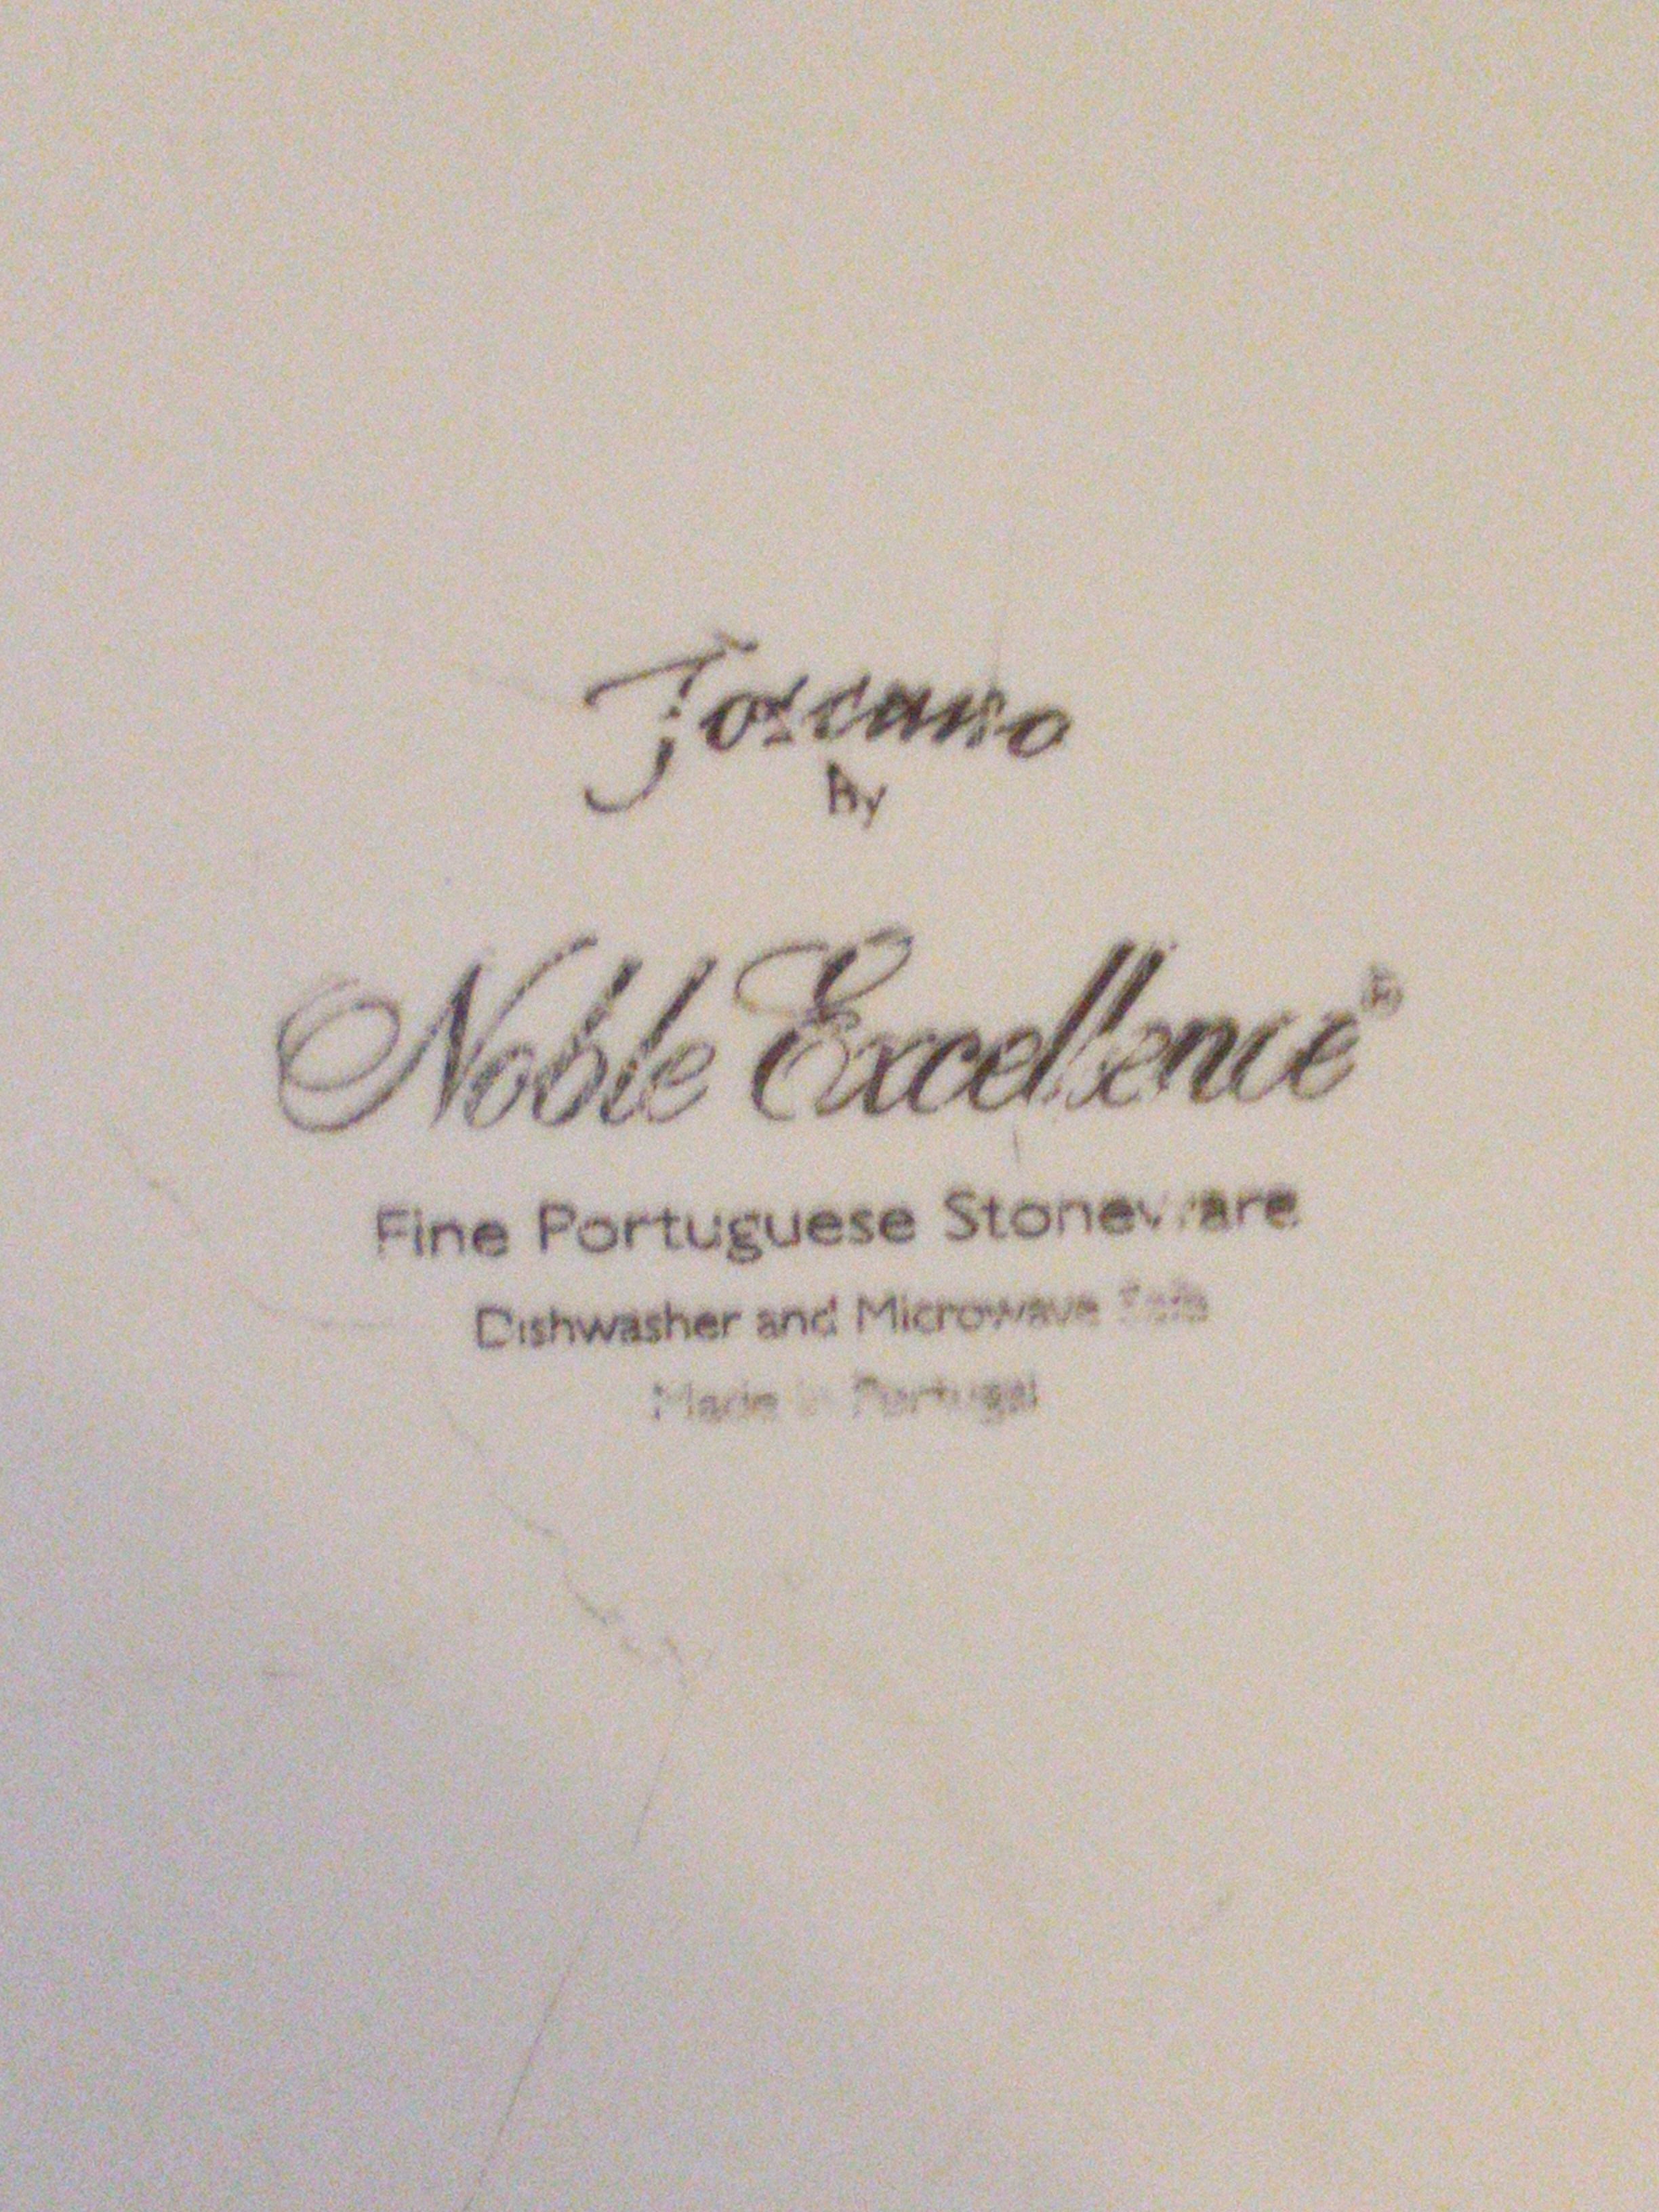 Toscano
By
Noble Excellence®
Fine Portuguese Stoneware
Dishwasher and Microwave Safe
Made in Portugal